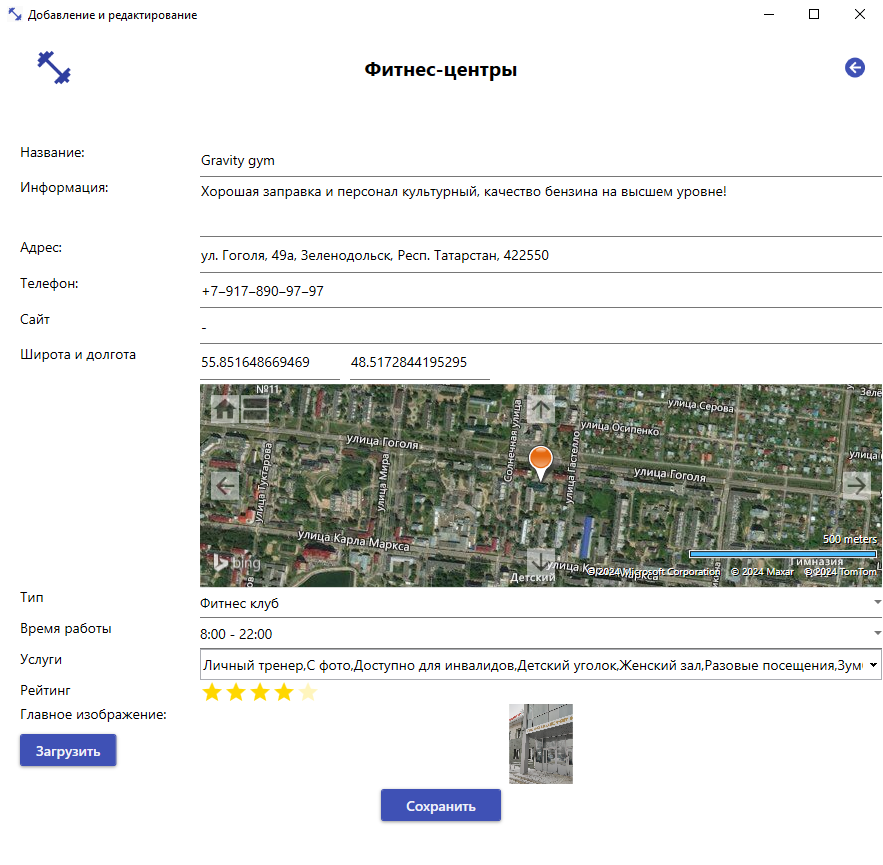 Добавление и редактирование
Фитнес-центры
Название:
Gravity gym
Информация:
Хорошая заправка и персонал культурный, качество бензина на высшем уровне!
Адрес:
ул. Гоголя, 49а, Зеленодольск, Респ. Татарстан, 422550
Телефон:
+7–917–890–97–97
Сайт
-
Широта и долгота
55.851648669469 48.5172844195295
№11
улица Серова
улица Осипенко
Солнечная улица
улица Гоголя
улица Гастелло
улица Мира
улица Туктарова
улица Гоголя
улица
улица Карла Маркса
500 meters
bing
Гимназия
улица Карла Маркса
Детский
© 2024 Microsoft Corporation © 2024 Maxar © 2024 TomTom
Тип
Фитнес клуб
Время работы
8:00 - 22:00
Услуги
Личный тренер,С фото,Доступно для инвалидов,Детский уголок,Женский зал,Разовые посещения,Зум
Рейтинг
Главное изображение:
Загрузить
Сохранить